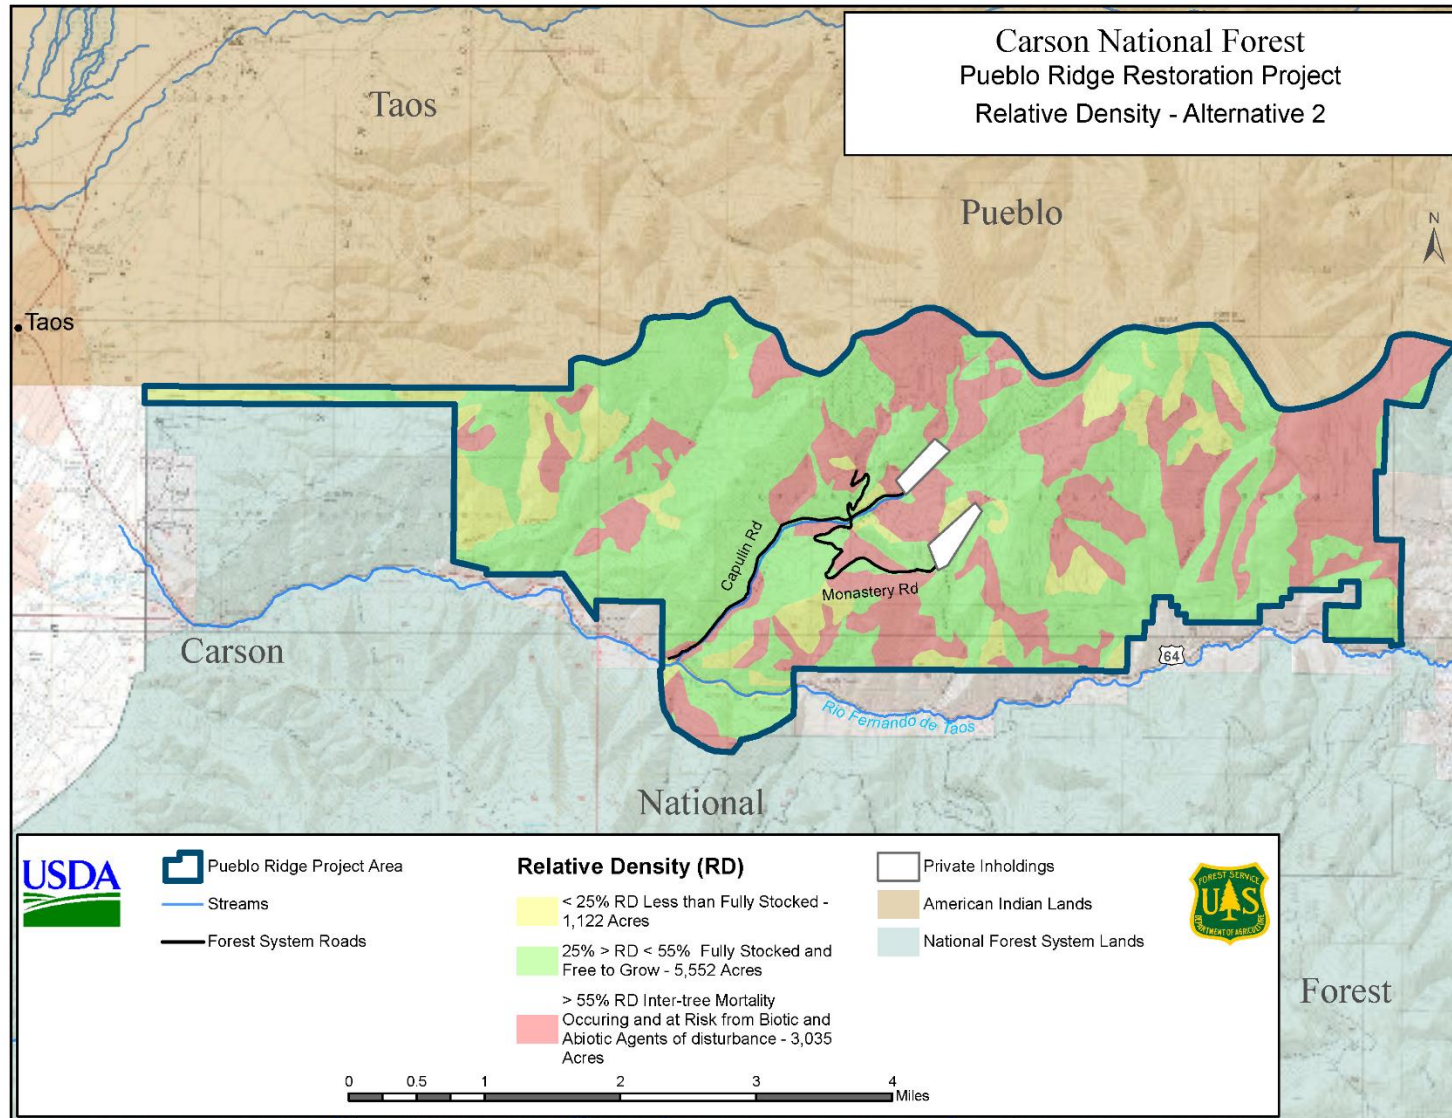 Carson National Forest
Pueblo Ridge Restoration Project
Relative Density - Alternative 2
Taos
Pueblo
N
Taos
Capulin Rd
Monastery Rd
Carson
64
Rio Fernando de Taos
National
Forest
USDA
Pueblo Ridge Project Area
Streams
Forest System Roads
Relative Density (RD)
< 25% RD Less than Fully Stocked -
1,122 Acres
25% > RD < 55% Fully Stocked and
Free to Grow - 5,552 Acres
> 55% RD Inter-tree Mortality
Occuring and at Risk from Biotic and
Abiotic Agents of disturbance - 3,035
Acres
Private Inholdings
American Indian Lands
National Forest System Lands
FOREST SERVICE
US
DEPARTMENT OF AGRICULTURE
0 0.5 1 2 3 4
Miles